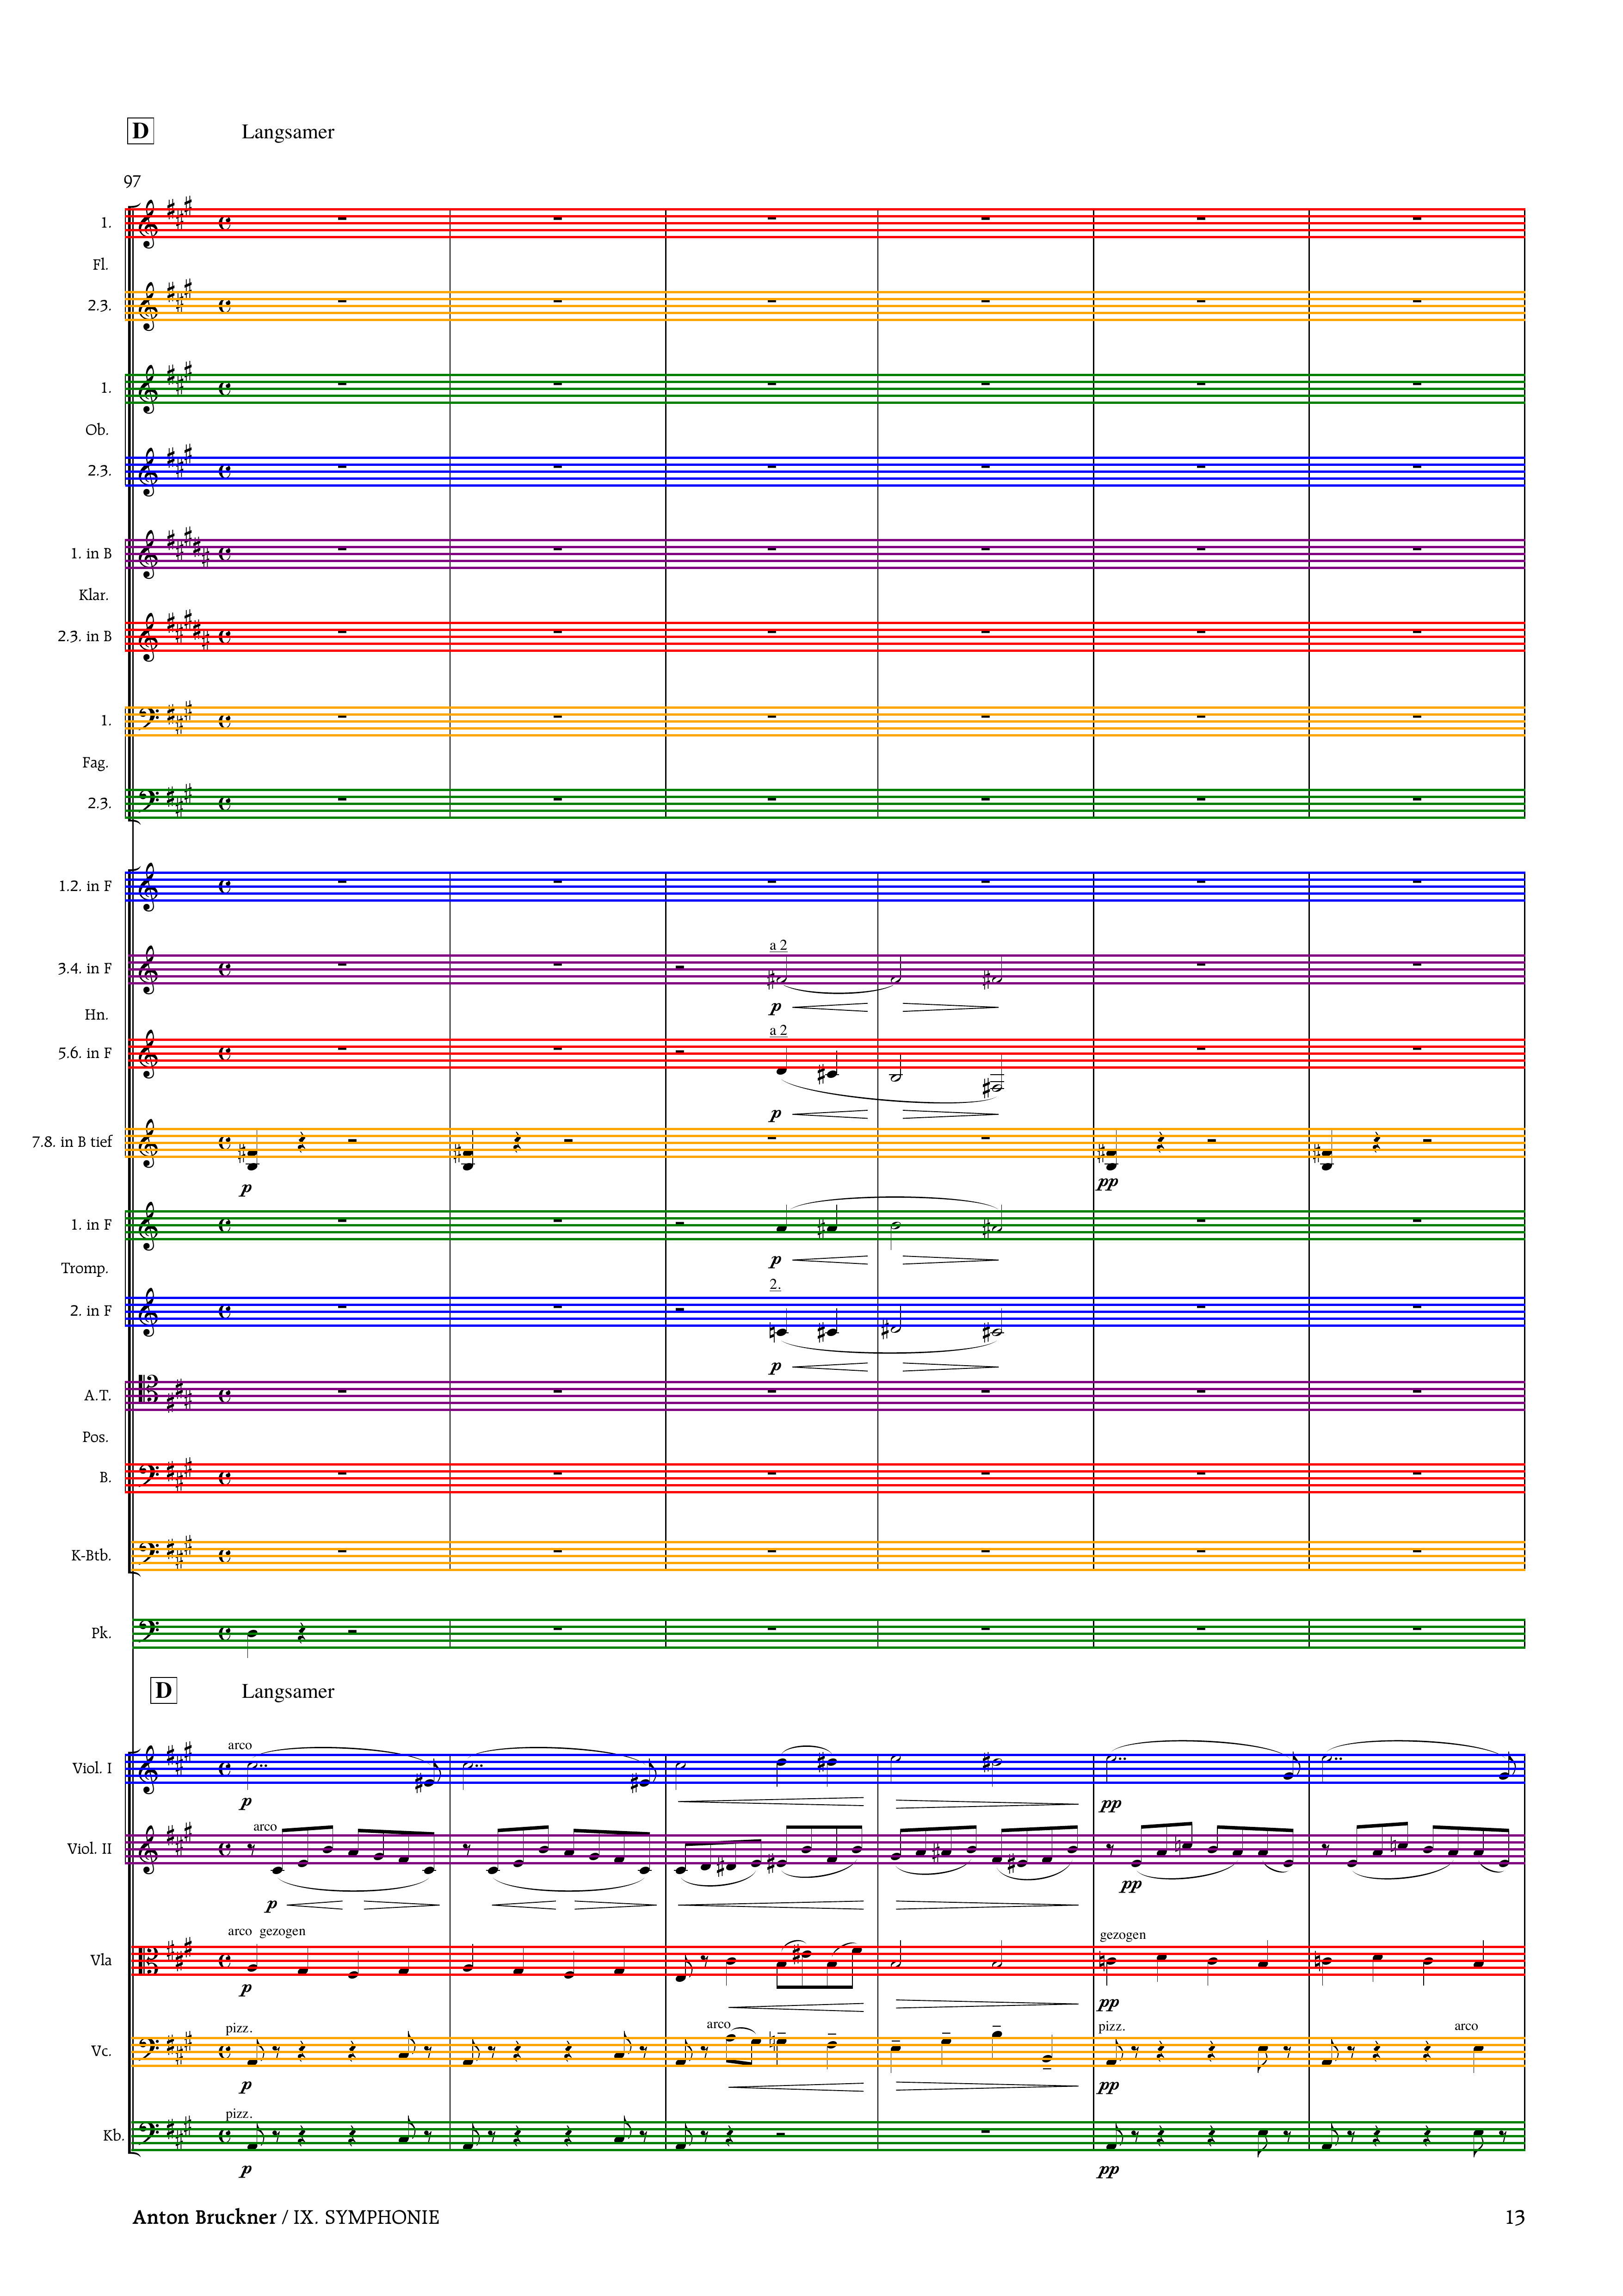 D Langsamer
97
1.
Fl.
2.3.
1.
Ob.
2.3.
1. in B
Klar.
2.3. in B
1.
Fag.
2.3.
1.2. in F
a 2
3.4. in F
p
Hn.
a 2
5.6. in F
p
7.8. in B tief
p pp
1. in F
p
Tromp.
2.
2. in F
p
A.T.
Pos.
B.
K-Btb.
Pk.
D Langsamer
arco
Viol. I
p pp
arco
Viol. II
p pp
arco gezogen gezogen
Vla
p pp
pizz. arco pizz. arco
Vc.
p pp
pizz.
Kb.
p pp
Anton Bruckner / IX. SYMPHONIE 13